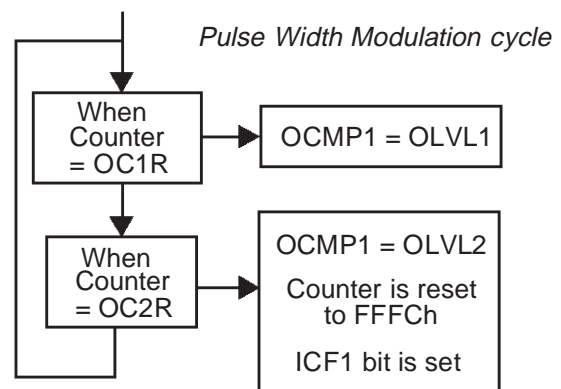 Pulse Width Modulation cycle
When
Counter
= OC1R
OCMP1 = OLVL1
When
Counter
= OC2R
OCMP1 = OLVL2
Counter is reset
to FFFCh
ICF1 bit is set